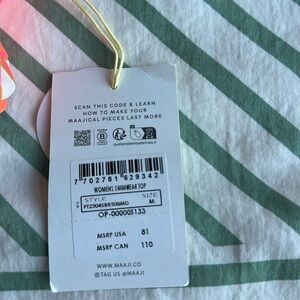 SCAN THIS CODE & LEARN
HOW TO MAKE YOUR
MAAJICAL PIECES LAST MORE
7 702781 629342
WOMENS SWIMWEAR TOP
STYLE SIZE
M
OP-000005133
MSRP USA 81
MSRP CAN 110
WWW.MAAJI.CO
@ TAG US @MAAJI